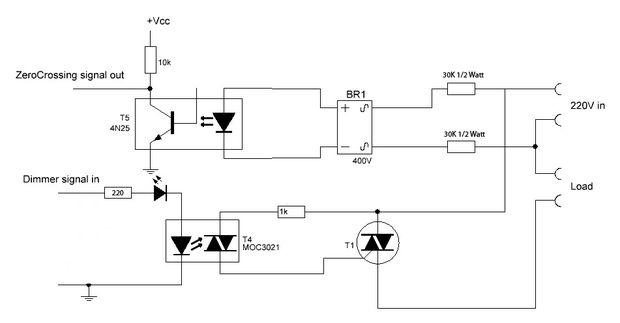 +Vcc
10k
ZeroCrossing signal out
T5
4N25
BR1
+
−
400V
30K 1/2 Watt
30K 1/2 Watt
220V in
Load
Dimmer signal in
220
1k
T4
MOC3021
T1